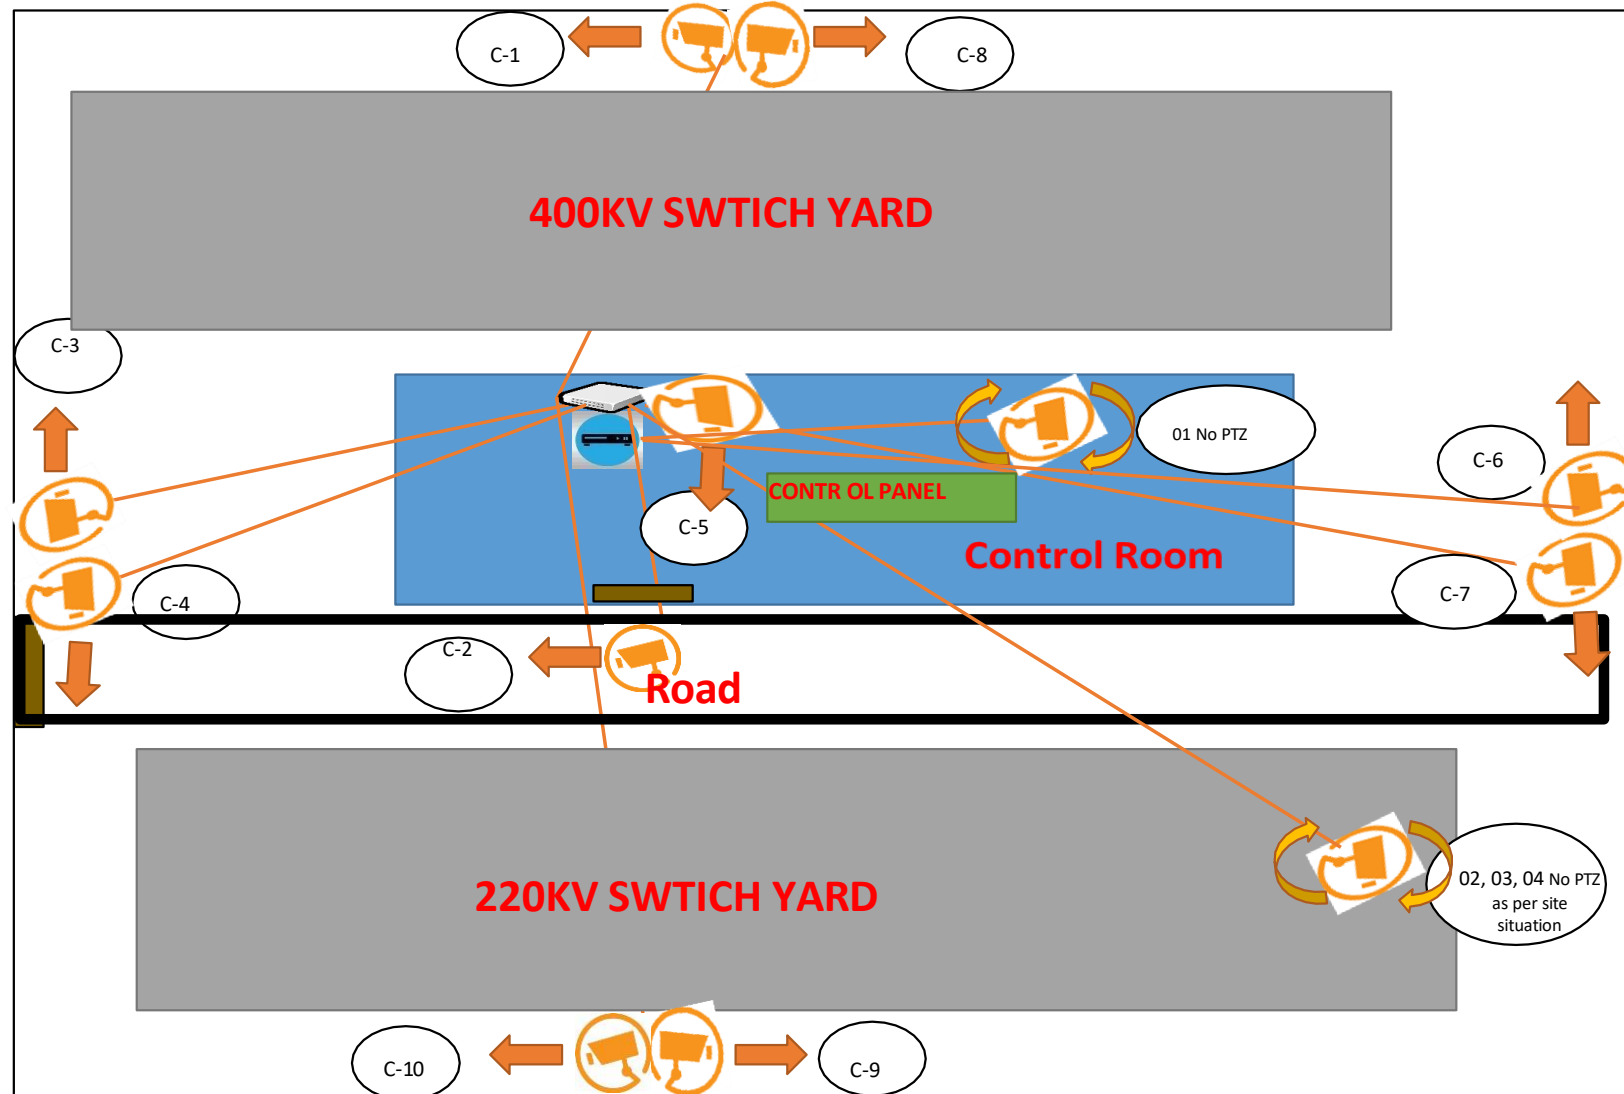 C-1
C-8
400KV SWTICH YARD
C-3
01 No PTZ
C-6
CONTR OL PANEL
C-5
Control Room
C-4
C-7
C-2
Road
220KV SWTICH YARD
02, 03, 04 No PTZ
as per site
situation
C-10
C-9